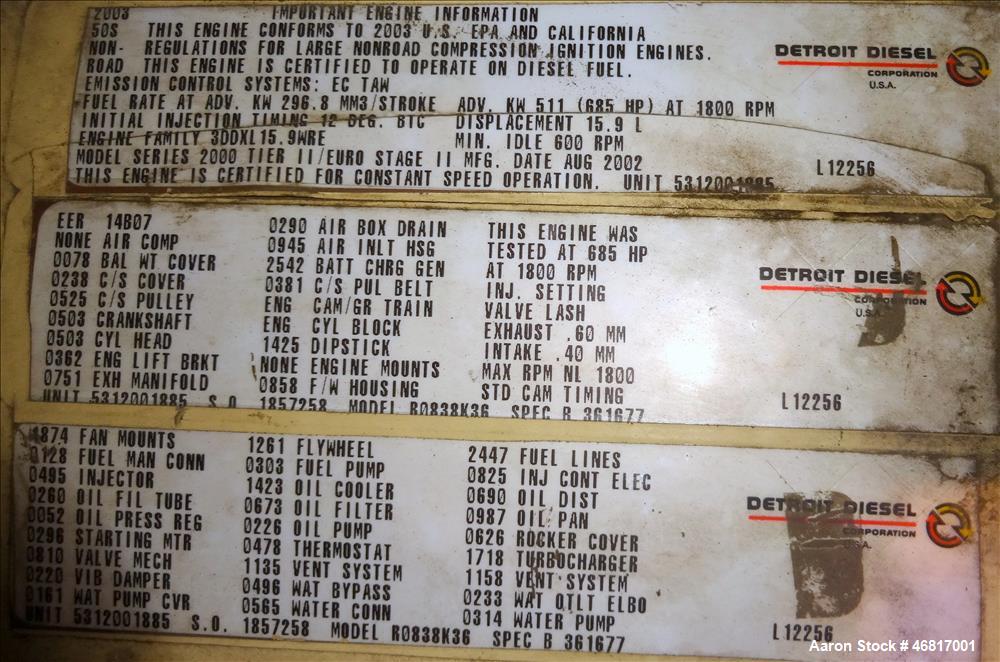 2003 IMPORTANT ENGINE INFORMATION
50S THIS ENGINE CONFORMS TO 2003 U.S. EPA AND CALIFORNIA
NON- REGULATIONS FOR LARGE NONROAD COMPRESSION IGNITION ENGINES.
ROAD THIS ENGINE IS CERTIFIED TO OPERATE ON DIESEL FUEL.
EMISSION CONTROL SYSTEMS: EC TAW
FUEL RATE AT ADV. KW 296.8 MM3/STROKE ADV. KW 511 (685 HP) AT 1800 RPM
INITIAL INJECTION TIMING 12 DEG. BTC DISPLACEMENT 15.9 L
ENGINE FAMILY 3DDXL15.9WRE MIN. IDLE 600 RPM
MODEL SERIES 2000 TIER II/EURO STAGE II MFG. DATE AUG 2002
THIS ENGINE IS CERTIFIED FOR CONSTANT SPEED OPERATION. UNIT 5312001885
DETROIT DIESEL
CORPORATION
U.S.A.
L12256
EER 14B07 0290 AIR BOX DRAIN THIS ENGINE WAS
NONE AIR COMP 0945 AIR INLT HSG TESTED AT 685 HP
0078 BAL WT COVER 2542 BATT CHRG GEN AT 1800 RPM
0238 C/S COVER 0381 C/S PUL BELT INJ. SETTING
0525 C/S PULLEY ENG CAM/GR TRAIN VALVE LASH
0503 CRANKSHAFT ENG CYL BLOCK EXHAUST .60 MM
0503 CYL HEAD 1425 DIPSTICK INTAKE .40 MM
0362 ENG LIFT BRKT NONE ENGINE MOUNTS MAX RPM NL 1800
0751 EXH MANIFOLD 0858 F/W HOUSING STD CAM TIMING
UNIT 5312001885 S.O. 1857258 MODEL R0838K36 SPEC B 361677
DETROIT DIESEL
CORPORATION
U.S.A.
L12256
1874 FAN MOUNTS 1261 FLYWHEEL 2447 FUEL LINES
0128 FUEL MAN CONN 0303 FUEL PUMP 0825 INJ CONT ELEC
0495 INJECTOR 1423 OIL COOLER 0690 OIL DIST
0260 OIL FIL TUBE 0673 OIL FILTER 0987 OIL PAN
0052 OIL PRESS REG 0226 OIL PUMP 0626 ROCKER COVER
0296 STARTING MTR 0478 THERMOSTAT 1718 TURBOCHARGER
0810 VALVE MECH 1135 VENT SYSTEM 1158 VENT SYSTEM
0220 VIB DAMPER 0496 WAT BYPASS 0233 WAT OTLT ELBO
0161 WAT PUMP CVR 0565 WATER CONN 0314 WATER PUMP
UNIT 5312001885 S.O. 1857258 MODEL R0838K36 SPEC B 361677
DETROIT DIESEL
CORPORATION
U.S.A.
L12256
Aaron Stock # 46817001